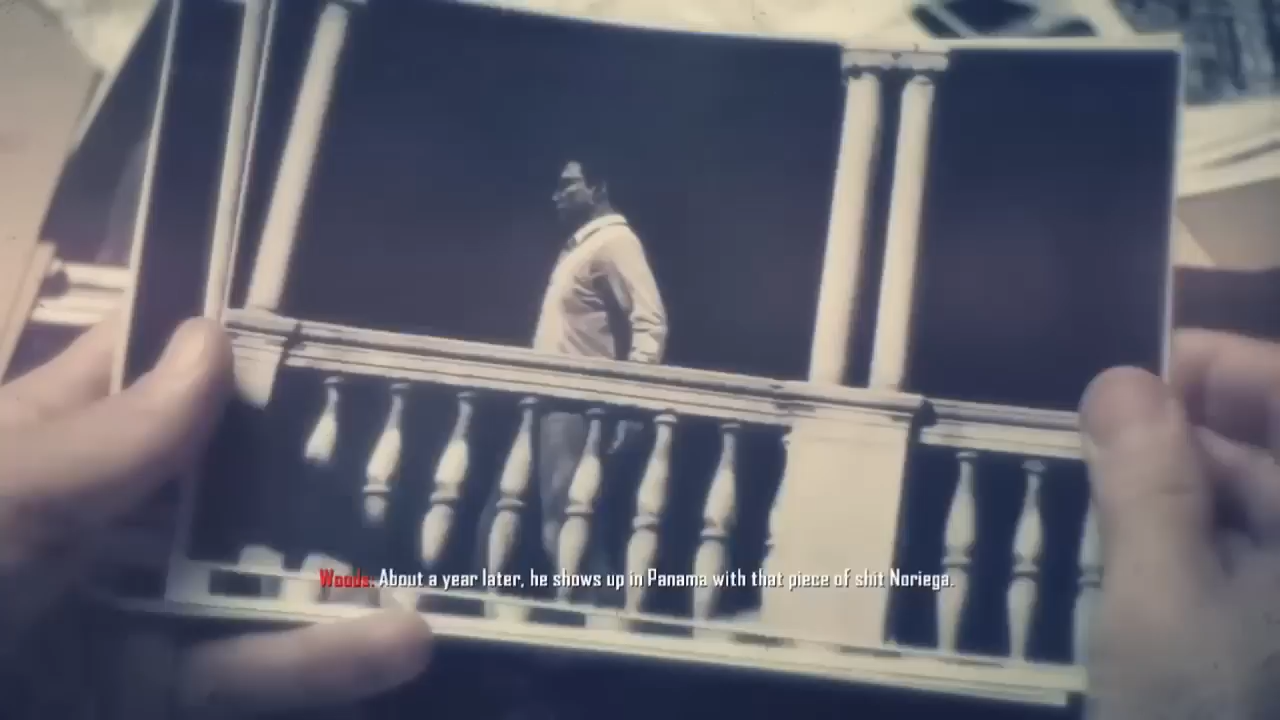 Woods: About a year later, he shows up in Panama with that piece of shit Noriega.